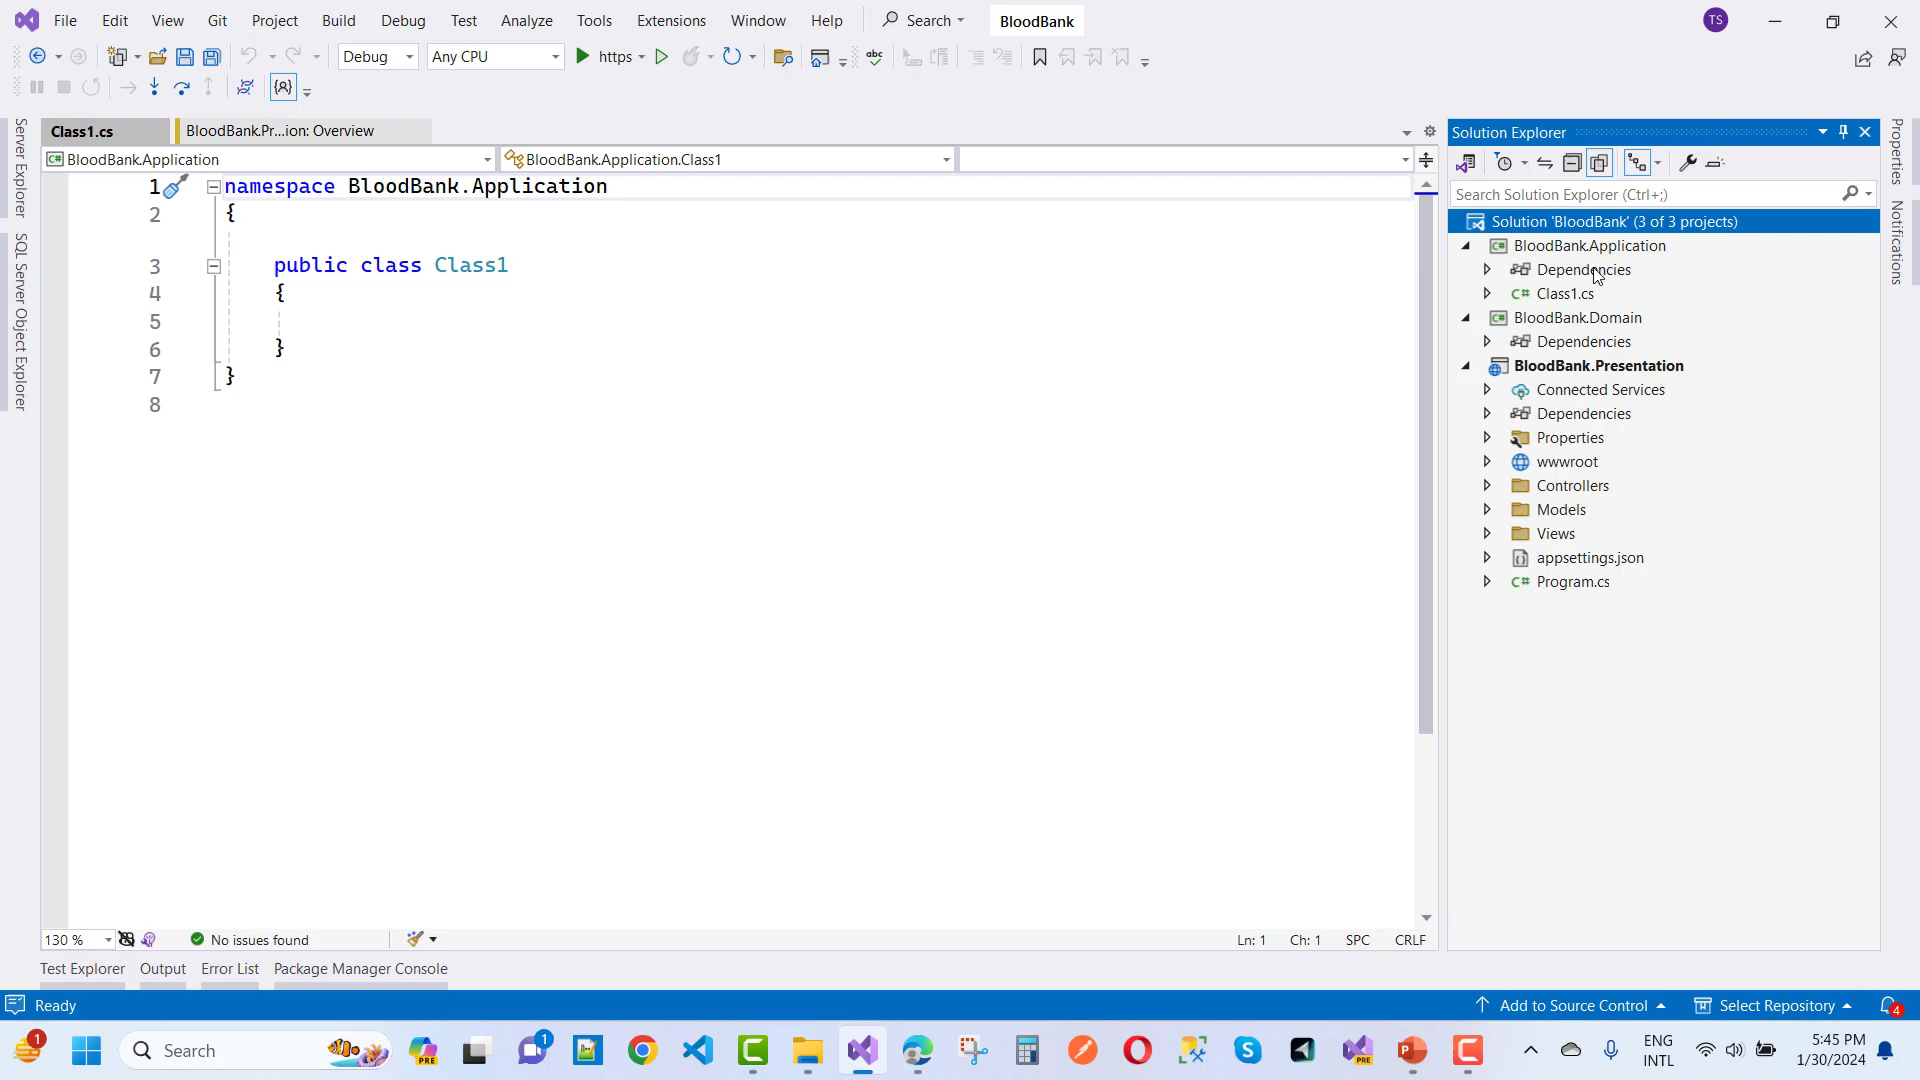 File Edit View Git Project Build Debug Test Analyze Tools Extensions Window Help Search BloodBank TS
Debug Any CPU https
Class1.cs BloodBank.Pr...ion: Overview
BloodBank.Application BloodBank.Application.Class1
1 namespace BloodBank.Application
2 {
3 public class Class1
4 {
5
6 }
7 }
8
130 % No issues found Ln: 1 Ch: 1 SPC CRLF
Test Explorer Output Error List Package Manager Console
Server Explorer
SQL Server Object Explorer
Solution Explorer
Search Solution Explorer (Ctrl+;)
Solution 'BloodBank' (3 of 3 projects)
BloodBank.Application
Dependencies
C# Class1.cs
BloodBank.Domain
Dependencies
BloodBank.Presentation
Connected Services
Dependencies
Properties
wwwroot
Controllers
Models
Views
appsettings.json
C# Program.cs
Properties
Notifications
Ready Add to Source Control Select Repository 4
1 Search PRE 1 PRE ENG 5:45 PM
INTL 1/30/2024